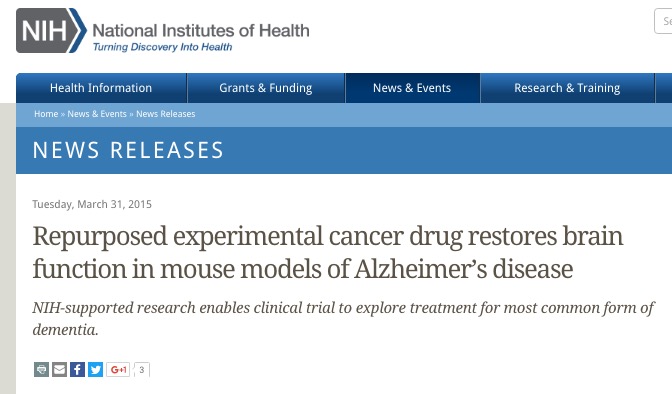 NIH National Institutes of Health
Turning Discovery Into Health
Se
Health Information Grants & Funding News & Events Research & Training
Home » News & Events » News Releases
NEWS RELEASES
Tuesday, March 31, 2015
Repurposed experimental cancer drug restores brain
function in mouse models of Alzheimer’s disease
NIH-supported research enables clinical trial to explore treatment for most common form of
dementia.
G+1 3